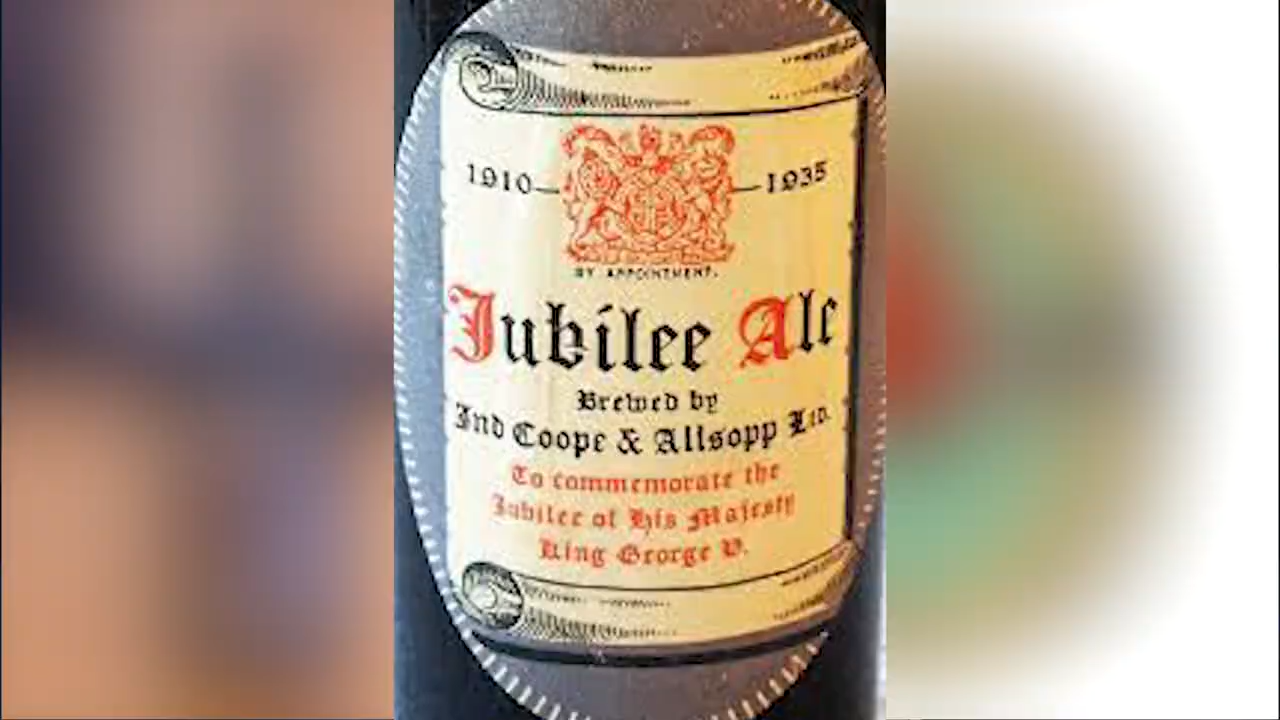 1910 — 1935
BY APPOINTMENT.
Jubilee Ale
Brewed by
Ind Coope & Allsopp Ltd.
To commemorate the
Jubilee of His Majesty
King George V.